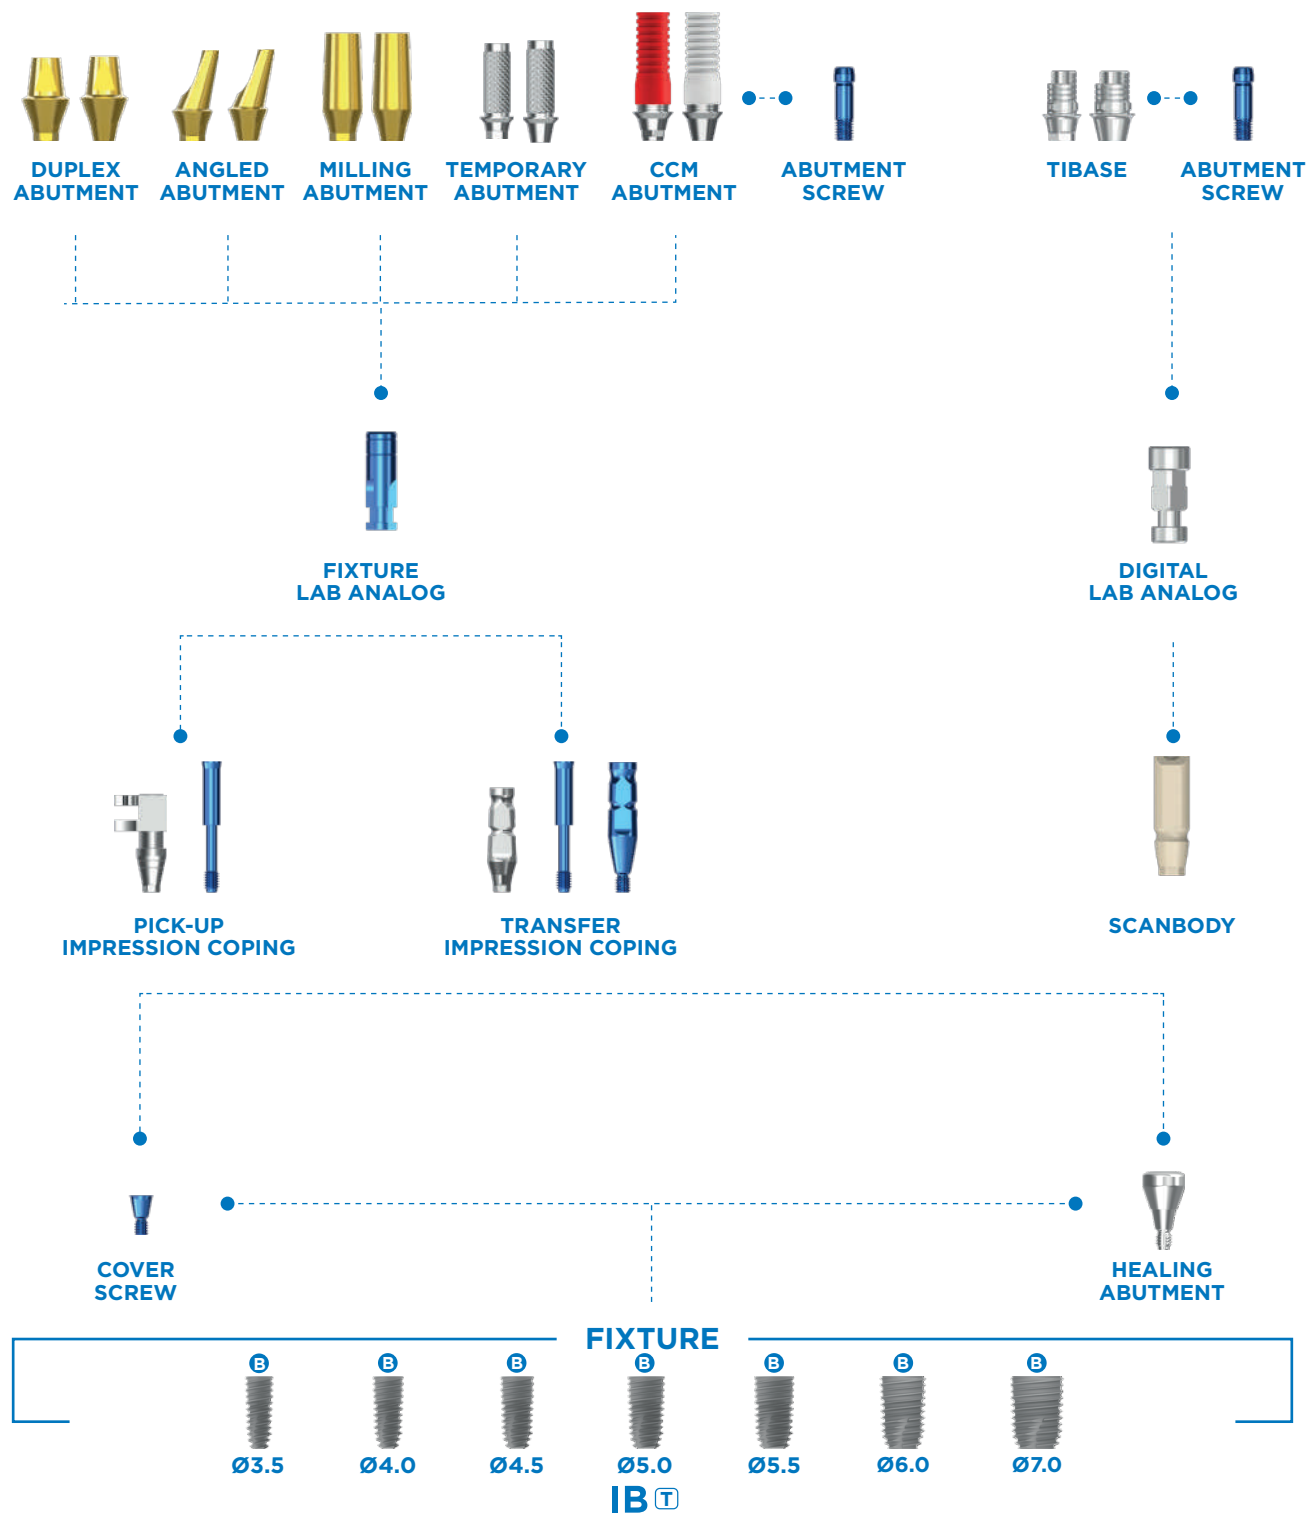 DUPLEX
ABUTMENT
ANGLED
ABUTMENT
MILLING
ABUTMENT
TEMPORARY
ABUTMENT
CCM
ABUTMENT
ABUTMENT
SCREW
TIBASE
ABUTMENT
SCREW
FIXTURE
LAB ANALOG
DIGITAL
LAB ANALOG
PICK-UP
IMPRESSION COPING
TRANSFER
IMPRESSION COPING
SCANBODY
COVER
SCREW
HEALING
ABUTMENT
FIXTURE
B B B B B B B
Ø3.5 Ø4.0 Ø4.5 Ø5.0 Ø5.5 Ø6.0 Ø7.0
IB T